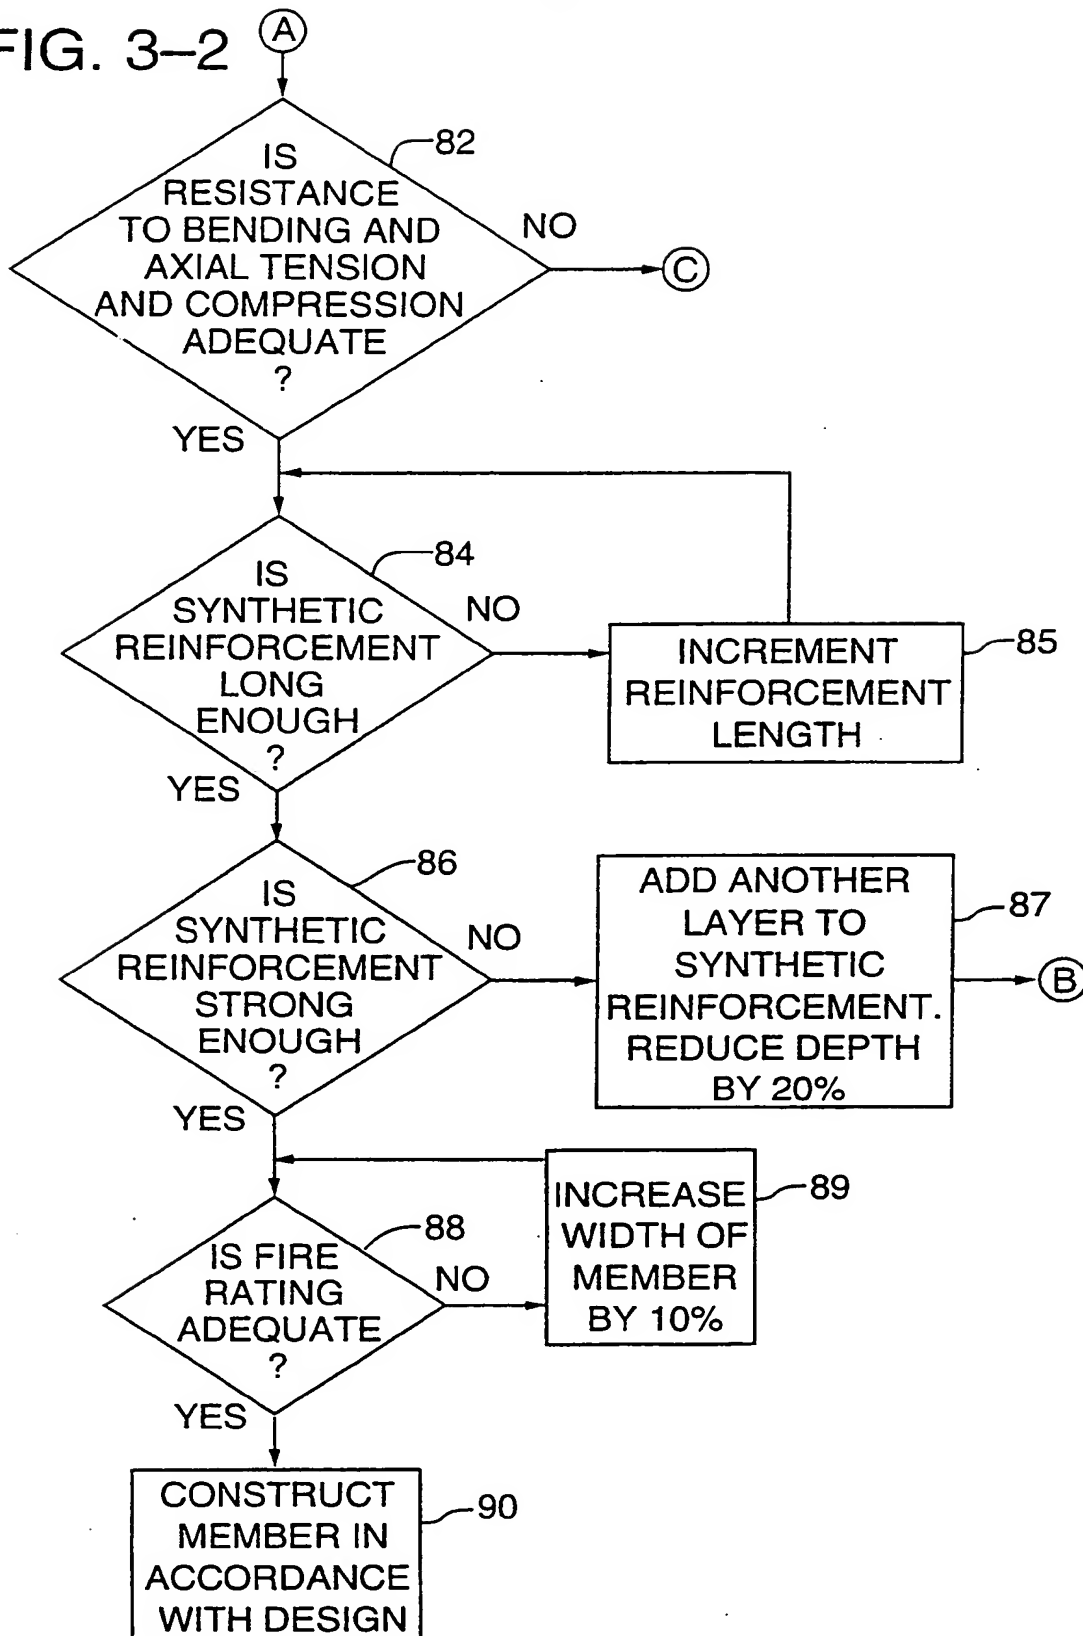 FIG. 3–2
A
IS
RESISTANCE
TO BENDING AND
AXIAL TENSION
AND COMPRESSION
ADEQUATE
?
82
NO
C
YES
IS
SYNTHETIC
REINFORCEMENT
LONG
ENOUGH
?
84
NO
INCREMENT
REINFORCEMENT
LENGTH
85
YES
IS
SYNTHETIC
REINFORCEMENT
STRONG
ENOUGH
?
86
NO
ADD ANOTHER
LAYER TO
SYNTHETIC
REINFORCEMENT.
REDUCE DEPTH
BY 20%
87
B
YES
IS FIRE
RATING
ADEQUATE
?
88
NO
INCREASE
WIDTH OF
MEMBER
BY 10%
89
YES
CONSTRUCT
MEMBER IN
ACCORDANCE
WITH DESIGN
90